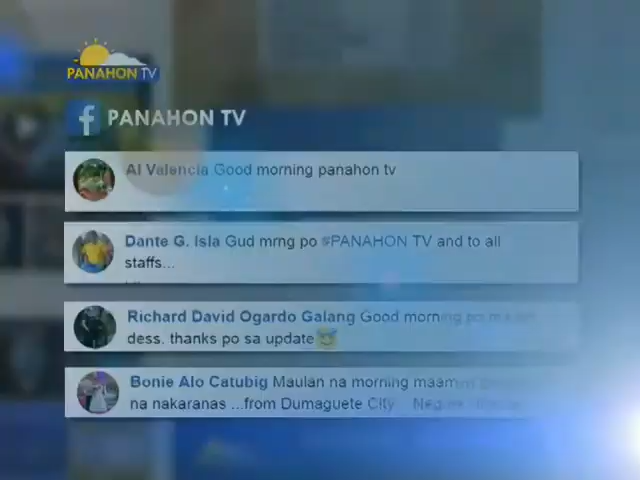 PANAHON TV
PANAHON TV
Al Valencia Good morning panahon tv
Dante G. Isla Gud mrng po #PANAHON TV and to all
staffs...
Richard David Ogardo Galang Good morning po
dess. thanks po sa update
Bonie Alo Catubig Maulan na morning maam
na nakaranas ...from Dumaguete City